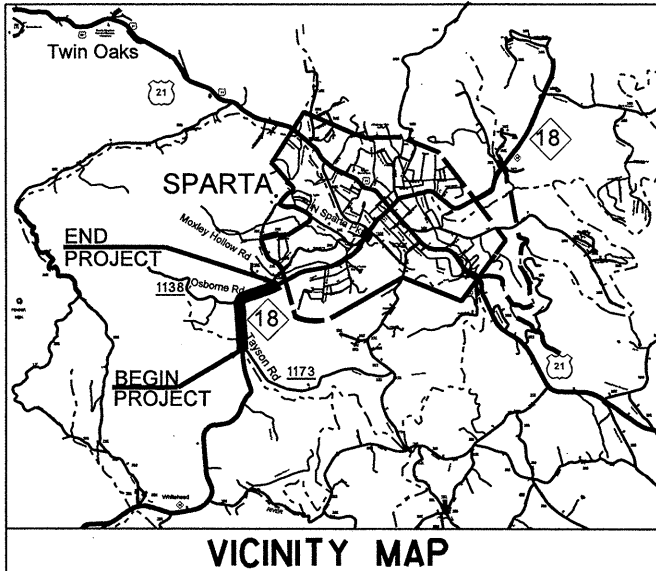 Twin Oaks
21
18
SPARTA
N Sparta Pk
Moxley Hollow Rd
END
PROJECT
1138
Osborne Rd
18
Tayson Rd
1173
21
BEGIN
PROJECT
Whitehead
VICINITY MAP